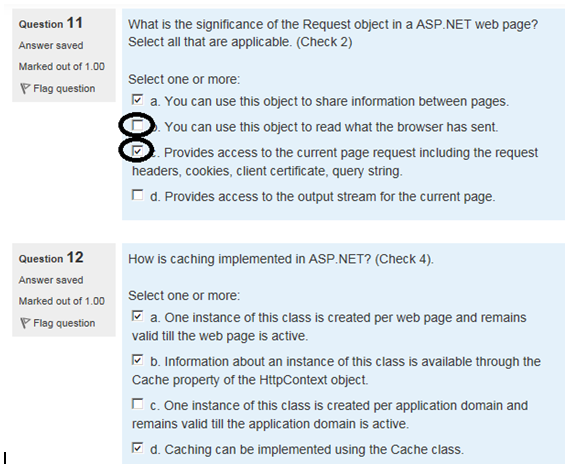 Question 11
Answer saved
Marked out of 1.00
Flag question
What is the significance of the Request object in a ASP.NET web page?
Select all that are applicable. (Check 2)
Select one or more:
a. You can use this object to share information between pages.
b. You can use this object to read what the browser has sent.
c. Provides access to the current page request including the request
headers, cookies, client certificate, query string.
d. Provides access to the output stream for the current page.
Question 12
Answer saved
Marked out of 1.00
Flag question
How is caching implemented in ASP.NET? (Check 4).
Select one or more:
a. One instance of this class is created per web page and remains
valid till the web page is active.
b. Information about an instance of this class is available through the
Cache property of the HttpContext object.
c. One instance of this class is created per application domain and
remains valid till the application domain is active.
d. Caching can be implemented using the Cache class.